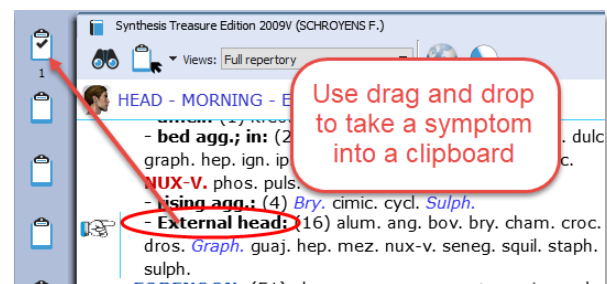 Synthesis Treasure Edition 2009V (SCHROYENS F.)
Views: Full repertory
1
HEAD - MORNING - E
Use drag and drop
to take a symptom
into a clipboard
- bed agg.; in: (2 . dulc
graph. hep. ign. ip c.
NUX-V. phos. puls.
- rising agg.: (4) Bry. cimic. cycl. Sulph.
- External head: (16) alum. ang. bov. bry. cham. croc.
dros. Graph. guaj. hep. mez. nux-v. seneg. squil. staph.
sulph.